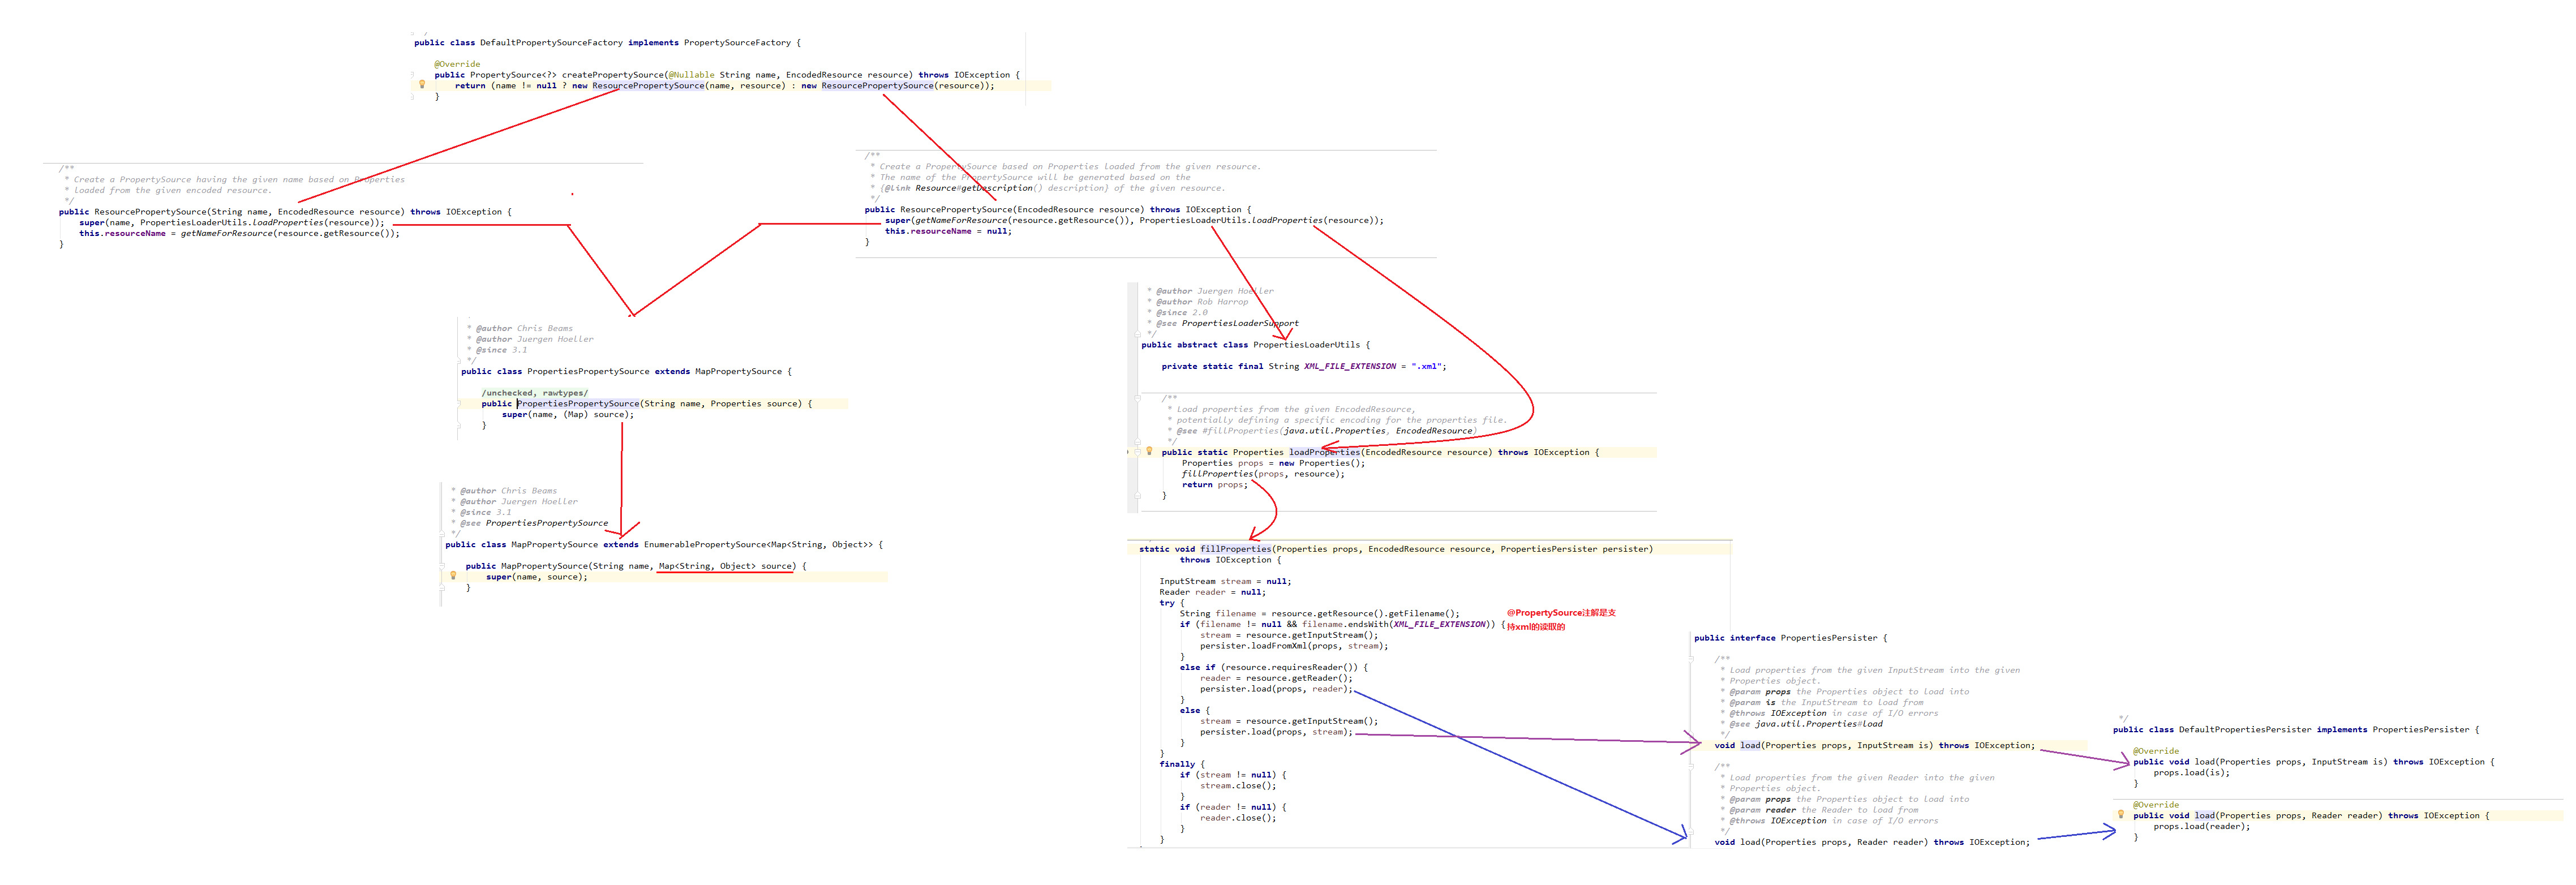 */
public class DefaultPropertySourceFactory implements PropertySourceFactory {
@Override
public PropertySource<?> createPropertySource(@Nullable String name, EncodedResource resource) throws IOException {
return (name != null ? new ResourcePropertySource(name, resource) : new ResourcePropertySource(resource));
}
/**
* Create a PropertySource having the given name based on Properties
* loaded from the given encoded resource.
*/
public ResourcePropertySource(String name, EncodedResource resource) throws IOException {
super(name, PropertiesLoaderUtils.loadProperties(resource));
this.resourceName = getNameForResource(resource.getResource());
}
/**
* Create a PropertySource based on Properties loaded from the given resource.
* The name of the PropertySource will be generated based on the
* {@link Resource#getDescription() description} of the given resource.
*/
public ResourcePropertySource(EncodedResource resource) throws IOException {
super(getNameForResource(resource.getResource()), PropertiesLoaderUtils.loadProperties(resource));
this.resourceName = null;
}
* @author Chris Beams
* @author Juergen Hoeller
* @since 3.1
*/
public class PropertiesPropertySource extends MapPropertySource {
/unchecked, rawtypes/
public PropertiesPropertySource(String name, Properties source) {
super(name, (Map) source);
}
* @author Chris Beams
* @author Juergen Hoeller
* @since 3.1
* @see PropertiesPropertySource
*/
public class MapPropertySource extends EnumerablePropertySource<Map<String, Object>> {
public MapPropertySource(String name, Map<String, Object> source) {
super(name, source);
}
* @author Juergen Hoeller
* @author Rob Harrop
* @since 2.0
* @see PropertiesLoaderSupport
*/
public abstract class PropertiesLoaderUtils {
private static final String XML_FILE_EXTENSION = ".xml";
/**
* Load properties from the given EncodedResource,
* potentially defining a specific encoding for the properties file.
* @see #fillProperties(java.util.Properties, EncodedResource)
*/
public static Properties loadProperties(EncodedResource resource) throws IOException {
Properties props = new Properties();
fillProperties(props, resource);
return props;
}
static void fillProperties(Properties props, EncodedResource resource, PropertiesPersister persister)
throws IOException {
InputStream stream = null;
Reader reader = null;
try {
String filename = resource.getResource().getFilename();
if (filename != null && filename.endsWith(XML_FILE_EXTENSION)) {
stream = resource.getInputStream();
persister.loadFromXml(props, stream);
}
else if (resource.requiresReader()) {
reader = resource.getReader();
persister.load(props, reader);
}
else {
stream = resource.getInputStream();
persister.load(props, stream);
}
}
finally {
if (stream != null) {
stream.close();
}
if (reader != null) {
reader.close();
}
}
@PropertySource注解是支
持xml的读取的
public interface PropertiesPersister {
/**
* Load properties from the given InputStream into the given
* Properties object.
* @param props the Properties object to load into
* @param is the InputStream to load from
* @throws IOException in case of I/O errors
* @see java.util.Properties#load
*/
void load(Properties props, InputStream is) throws IOException;
/**
* Load properties from the given Reader into the given
* Properties object.
* @param props the Properties object to load into
* @param reader the Reader to load from
* @throws IOException in case of I/O errors
*/
void load(Properties props, Reader reader) throws IOException;
*/
public class DefaultPropertiesPersister implements PropertiesPersister {
@Override
public void load(Properties props, InputStream is) throws IOException {
props.load(is);
}
@Override
public void load(Properties props, Reader reader) throws IOException {
props.load(reader);
}